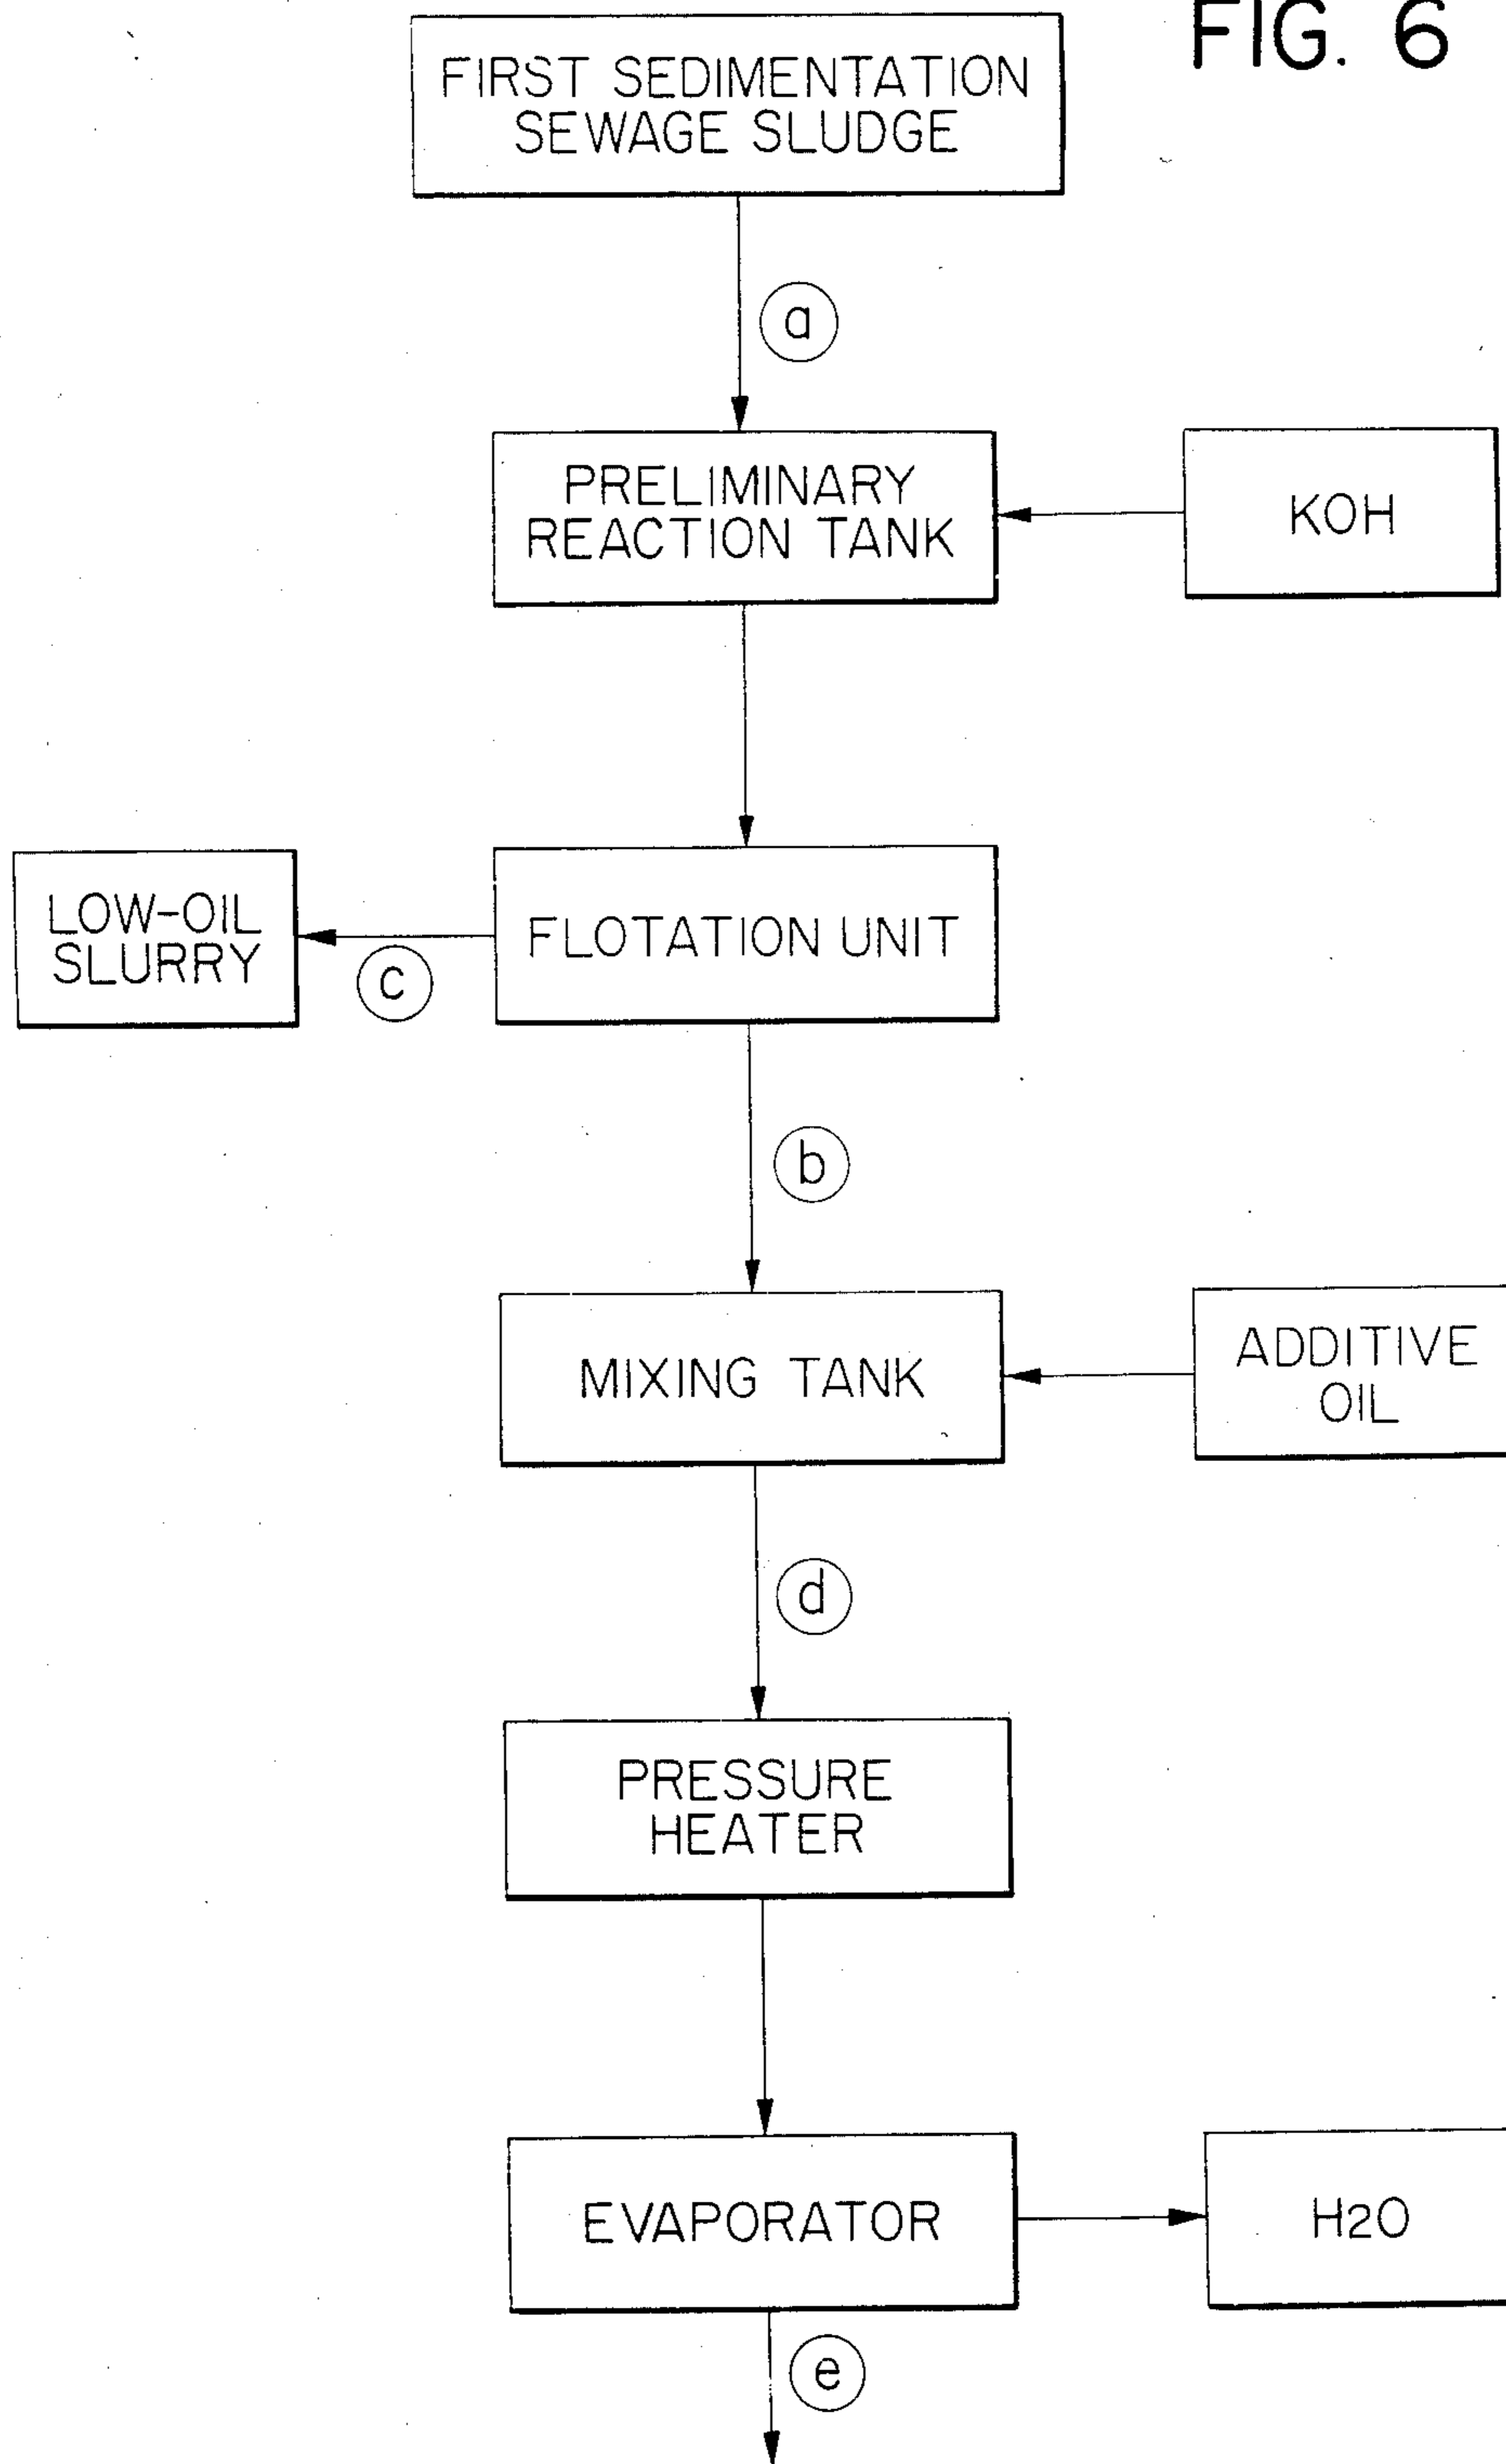 FIG. 6
FIRST SEDIMENTATION
SEWAGE SLUDGE
a
PRELIMINARY
REACTION TANK
KOH
LOW-OIL
SLURRY
c
FLOTATION UNIT
b
MIXING TANK
ADDITIVE
OIL
d
PRESSURE
HEATER
EVAPORATOR
H2O
e